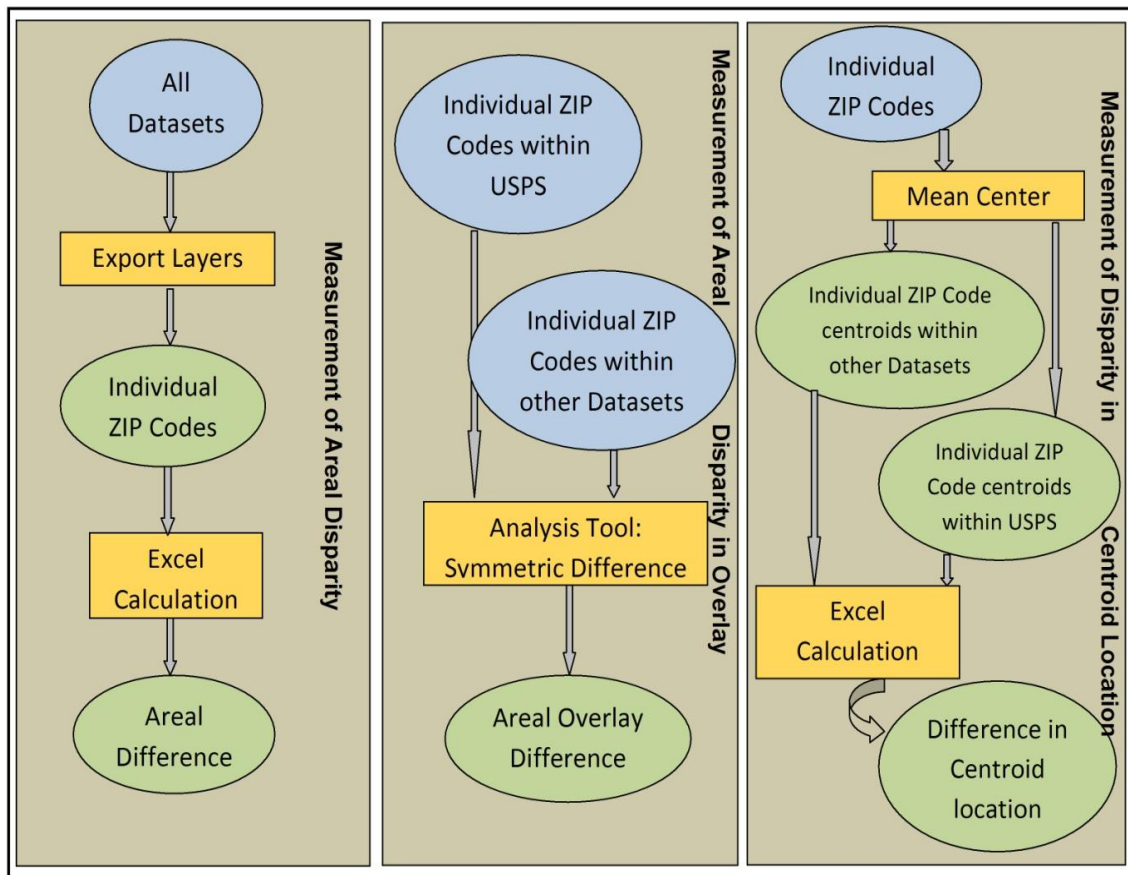 All
Datasets
Export Layers
Individual
ZIP Codes
Excel
Calculation
Areal
Difference
Measurement of Areal Disparity
Individual ZIP
Codes within
USPS
Individual ZIP
Codes within
other Datasets
Analysis Tool:
Symmetric Difference
Areal Overlay
Difference
Measurement of Areal
Disparity in Overlay
Individual
ZIP Codes
Mean Center
Individual ZIP Code
centroids within
other Datasets
Individual ZIP
Code centroids
within USPS
Excel
Calculation
Difference in
Centroid
location
Measurement of Disparity in
Centroid Location